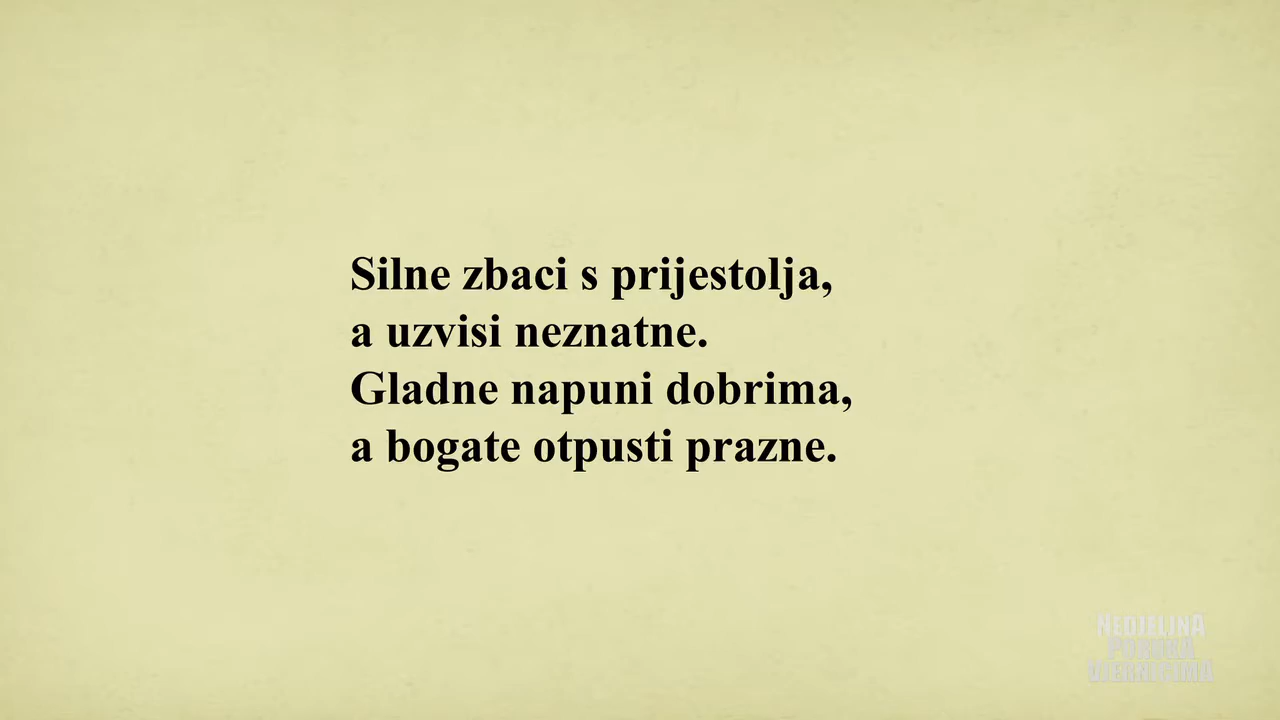 Silne zbaci s prijestolja,
a uzvisi neznatne.
Gladne napuni dobrima,
a bogate otpusti prazne.
NEDJELJNA
PORUKA
VJERNICIMA